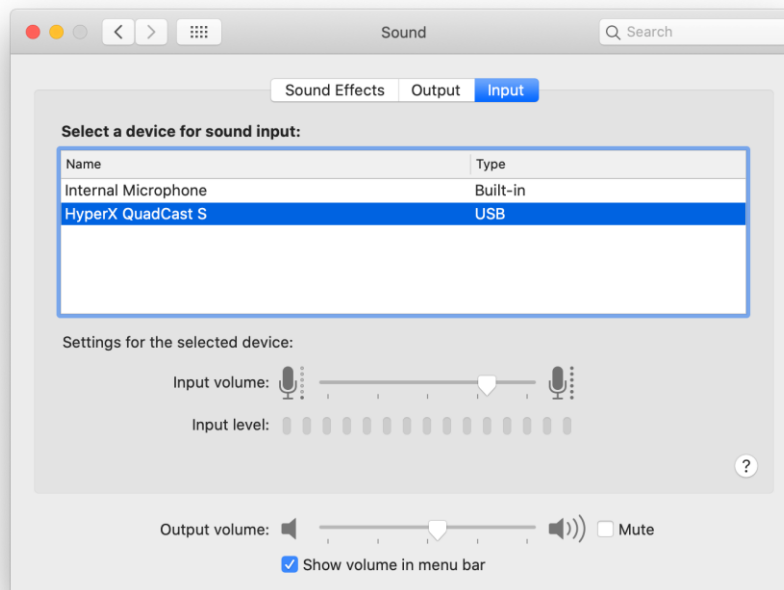 Sound
Search
Sound Effects Output Input
Select a device for sound input:
Name Type
Internal Microphone Built-in
HyperX QuadCast S USB
Settings for the selected device:
Input volume:
Input level:
?
Output volume: Mute
Show volume in menu bar